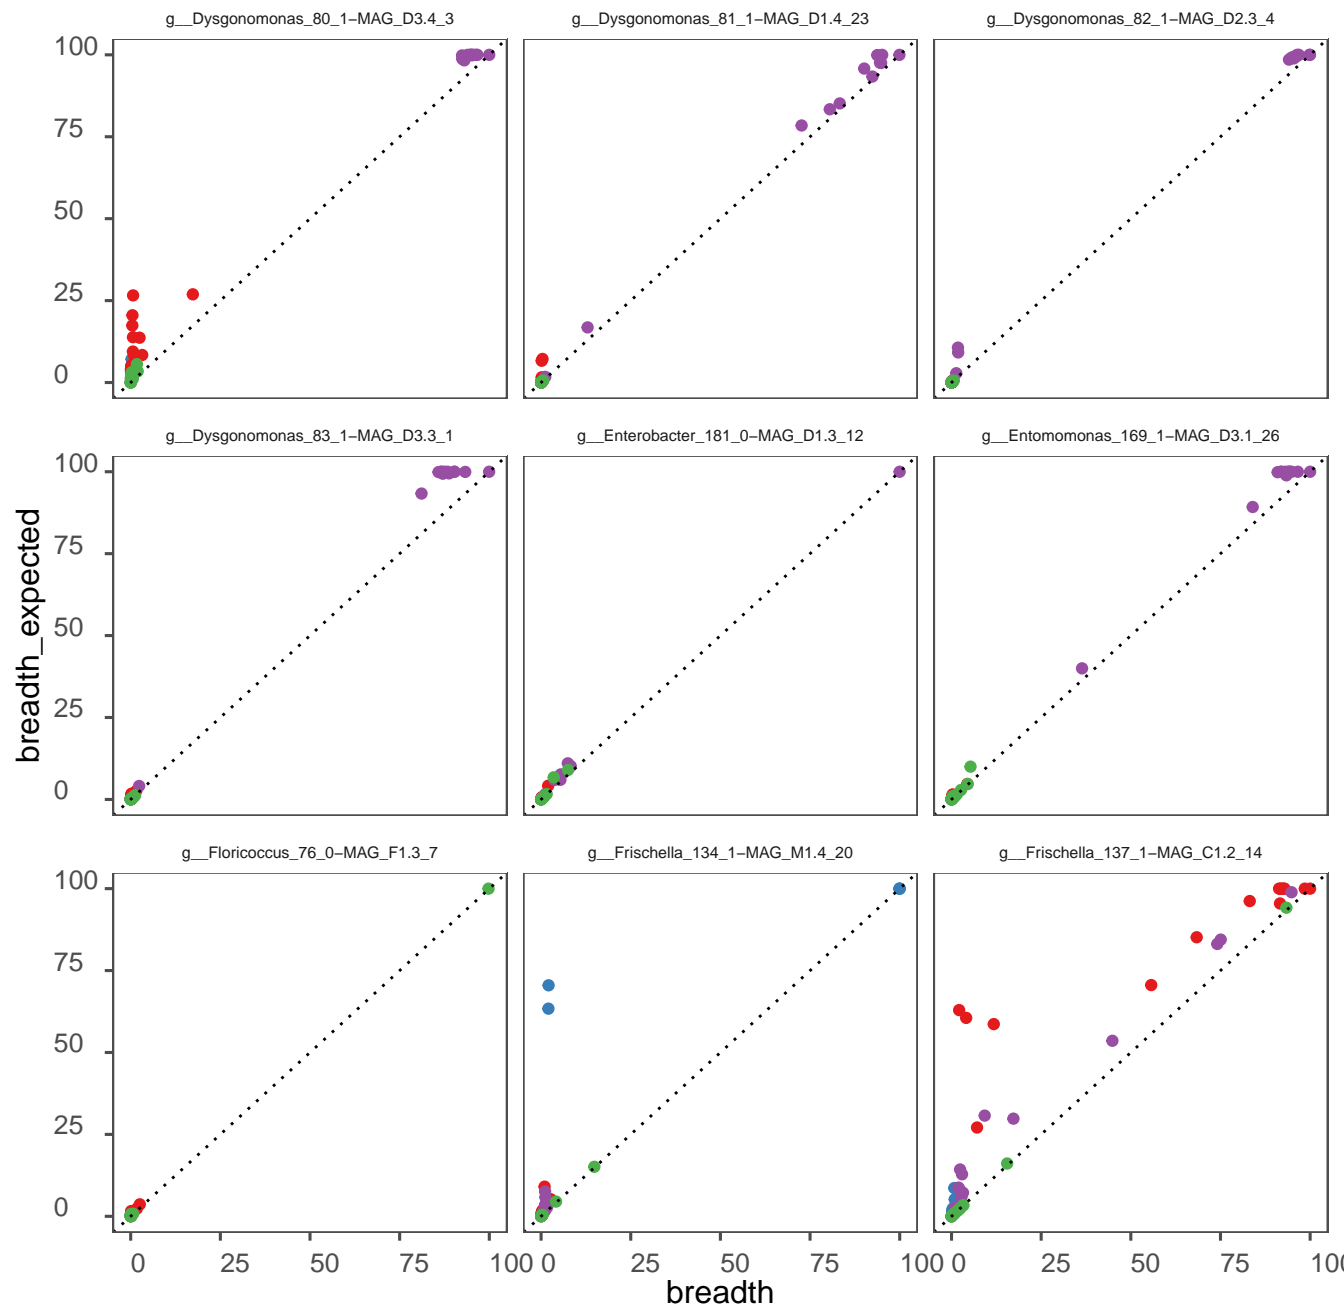 g__Dysgonomonas_80_1−MAG_D3.4_3
g__Dysgonomonas_81_1−MAG_D1.4_23
g__Dysgonomonas_82_1−MAG_D2.3_4
100
75
50
25
0
g__Dysgonomonas_83_1−MAG_D3.3_1
g__Enterobacter_181_0−MAG_D1.3_12
g__Entomomonas_169_1−MAG_D3.1_26
100
75
50
25
0
breadth_expected
g__Floricoccus_76_0−MAG_F1.3_7
g__Frischella_134_1−MAG_M1.4_20
g__Frischella_137_1−MAG_C1.2_14
100
75
50
25
0
0 25 50 75 100 0 25 50 75 100 0 25 50 75 100
breadth